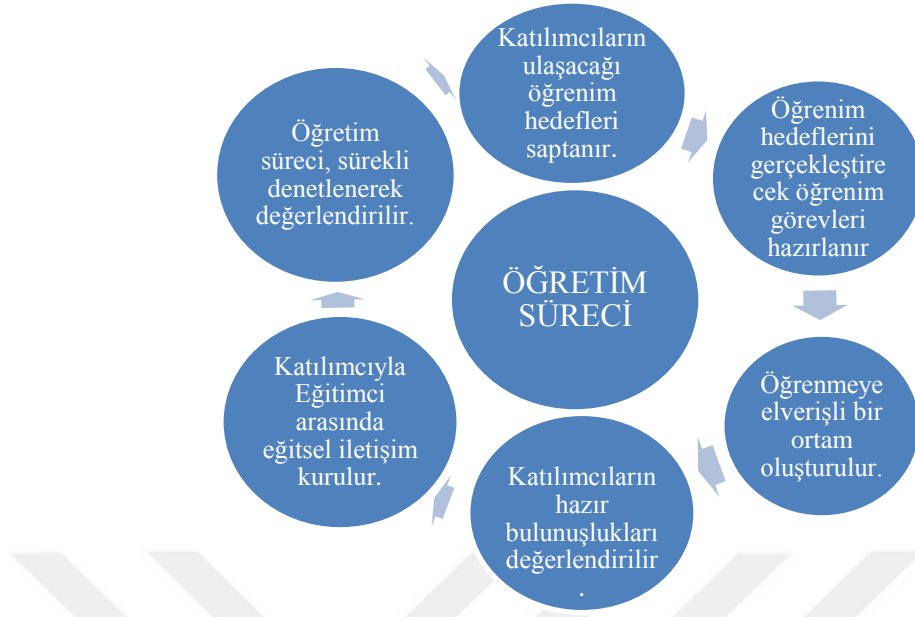 Katılımcıların
ulaşacağı
öğrenim
hedefleri
saptanır.
Öğrenim
hedeflerini
gerçekleştire
cek öğrenim
görevleri
hazırlanır
Öğrenmeye
elverişli bir
ortam
oluşturulur.
Katılımcıların
hazır
bulunuşlukları
değerlendirilir
.
Katılımcıyla
Eğitimci
arasında
eğitsel iletişim
kurulur.
Öğretim
süreci, sürekli
denetlenerek
değerlendirilir.
ÖĞRETİM
SÜRECİ